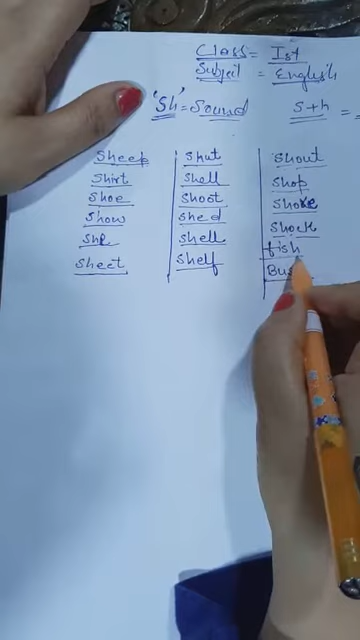 Class = Ist
Subject = English
'Sh' = Sound s+h =
Sheep
Shirt
Shoe
Show
She
Sheet
Shut
Shell
Shoot
Shed
Shell
Shelf
Shout
Shop
Shore
Shock
fish